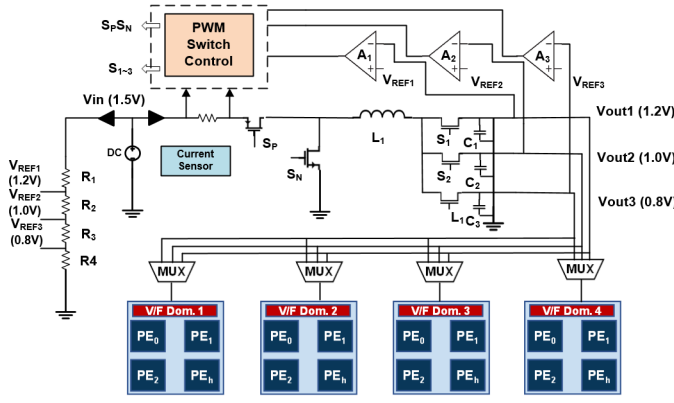 SPSN
S1~3
PWM
Switch
Control
A1
A2
A3
VREF1
VREF2
VREF3
Vin (1.5V)
DC
Current
Sensor
SP
SN
L1
S1
C1
S2
C2
L1
C3
Vout1 (1.2V)
Vout2 (1.0V)
Vout3 (0.8V)
VREF1
(1.2V)
VREF2
(1.0V)
VREF3
(0.8V)
R1
R2
R3
R4
MUX
MUX
MUX
MUX
V/F Dom. 1
PE0
PE1
PE2
PEh
V/F Dom. 2
PE0
PE1
PE2
PEh
V/F Dom. 3
PE0
PE1
PE2
PEh
V/F Dom. 4
PE0
PE1
PE2
PEh